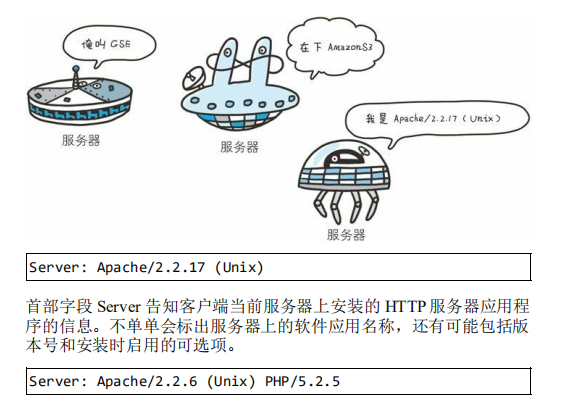 俺叫 GSE
在下 AmazonS3
服务器
服务器
我是 Apache/2.2.17 (Unix)
服务器
Server: Apache/2.2.17 (Unix)
首部字段 Server 告知客户端当前服务器上安装的 HTTP 服务器应用程
序的信息。不单单会标出服务器上的软件应用名称，还有可能包括版
本号和安装时启用的可选项。
Server: Apache/2.2.6 (Unix) PHP/5.2.5